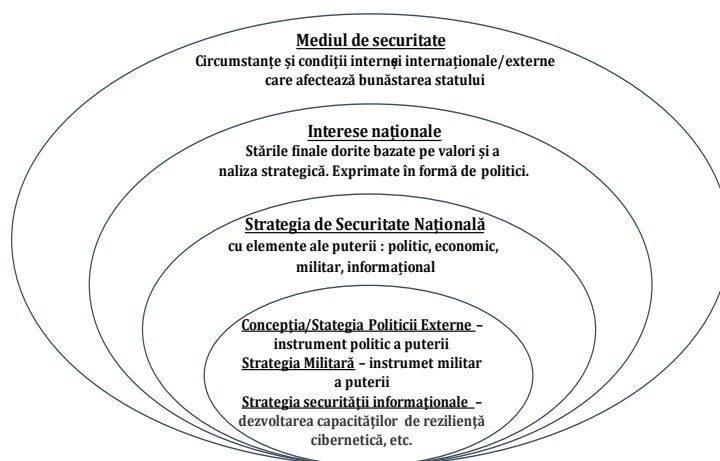 Mediul de securitate
Circumstanțe și condiții interne și internaționale/externe
care afectează bunăstarea statului
Interese naționale
Stările finale dorite bazate pe valori și a
naliza strategică. Exprimate în formă de politici.
Strategia de Securitate Națională
cu elemente ale puterii : politic, economic,
militar, informațional
Concepția/Stategia Politicii Externe –
instrument politic a puterii
Strategia Militară – instrumet militar
a puterii
Strategia securității informaționale –
dezvoltarea capacităților de reziliență
cibernetică, etc.